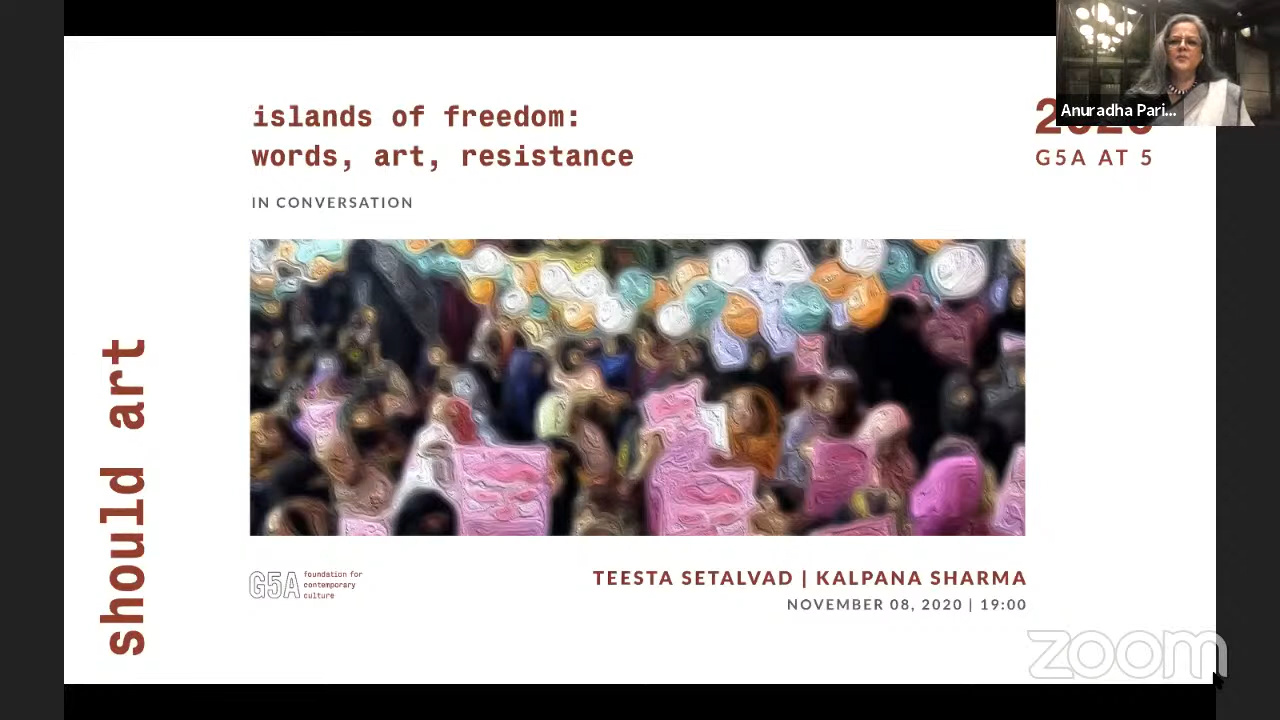 islands of freedom:
words, art, resistance
IN CONVERSATION
Anuradha Pari...
2020
G5A AT 5
should art
G5A foundation for
contemporary
culture
TEESTA SETALVAD | KALPANA SHARMA
NOVEMBER 08, 2020 | 19:00
zoom